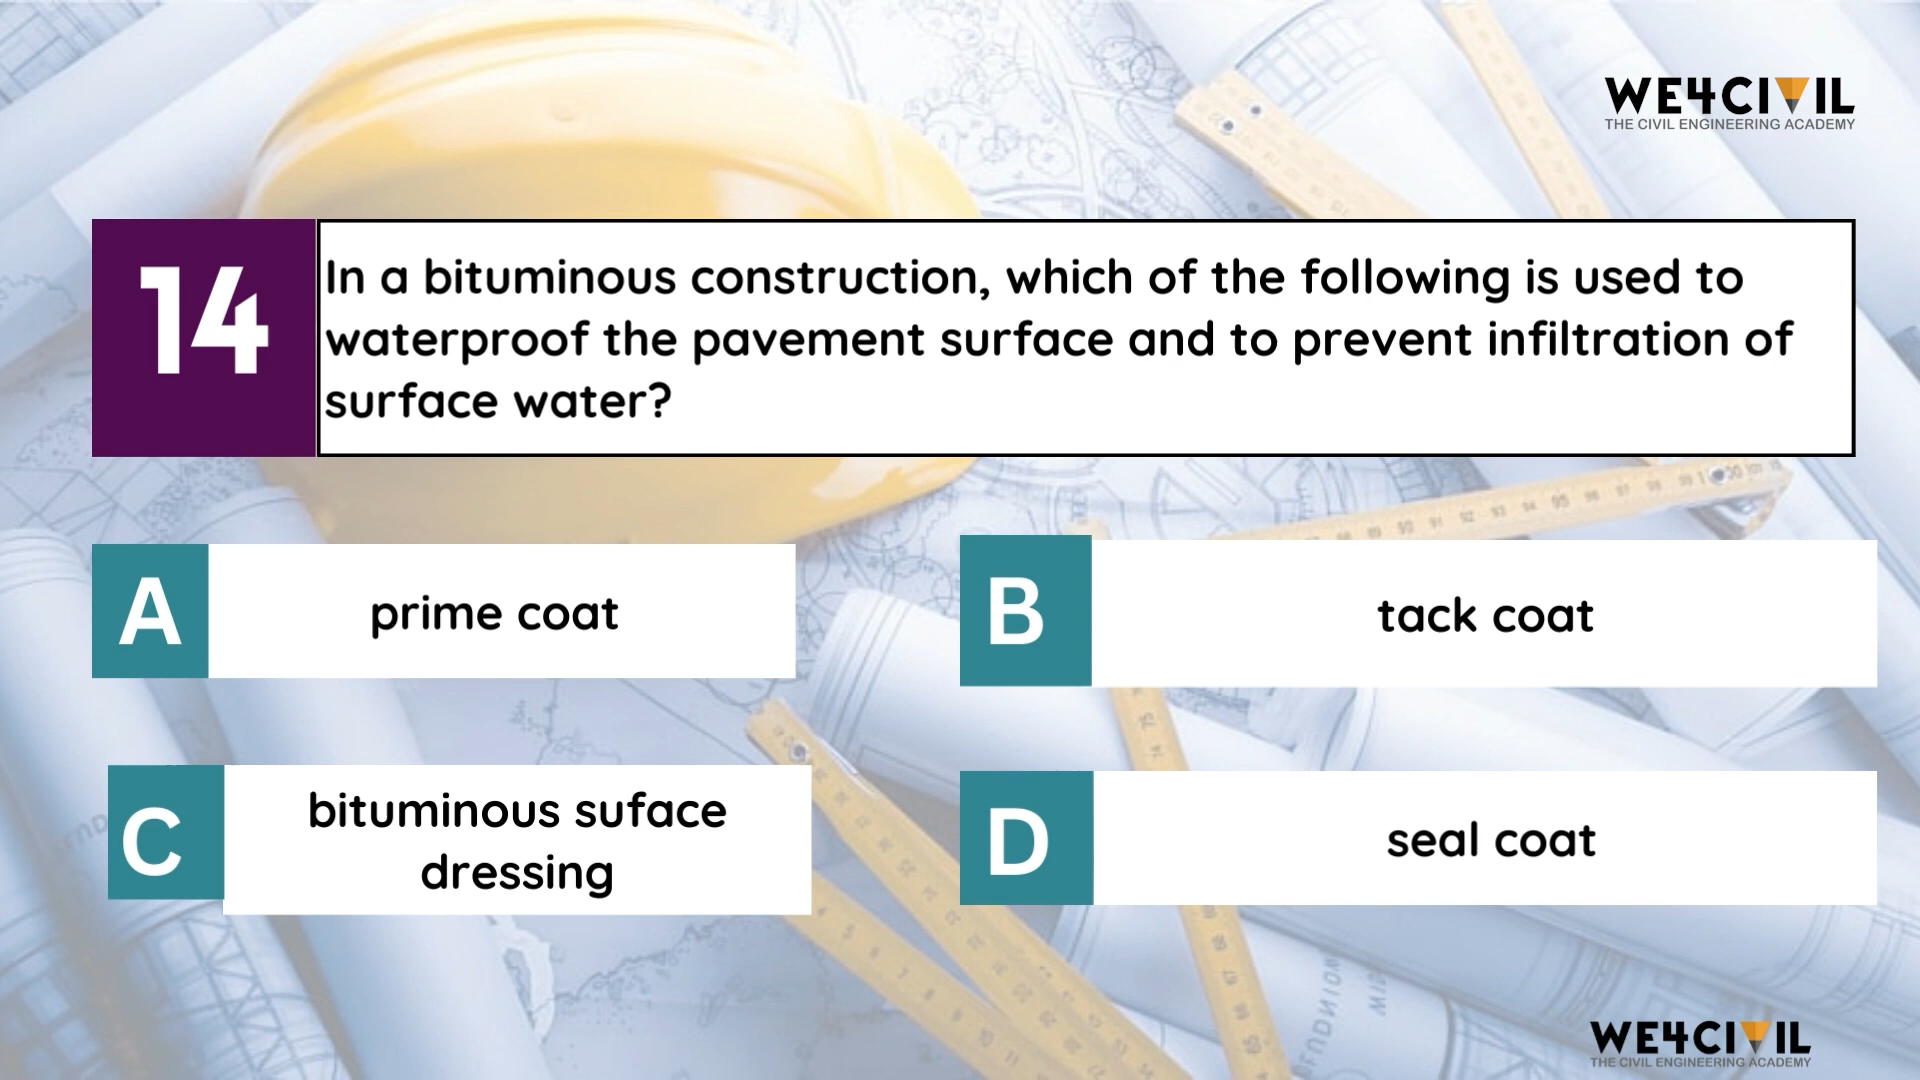 WE4CIVIL
THE CIVIL ENGINEERING ACADEMY
14
In a bituminous construction, which of the following is used to
waterproof the pavement surface and to prevent infiltration of
surface water?
A
prime coat
B
tack coat
C
bituminous suface
dressing
D
seal coat
WE4CIVIL
THE CIVIL ENGINEERING ACADEMY